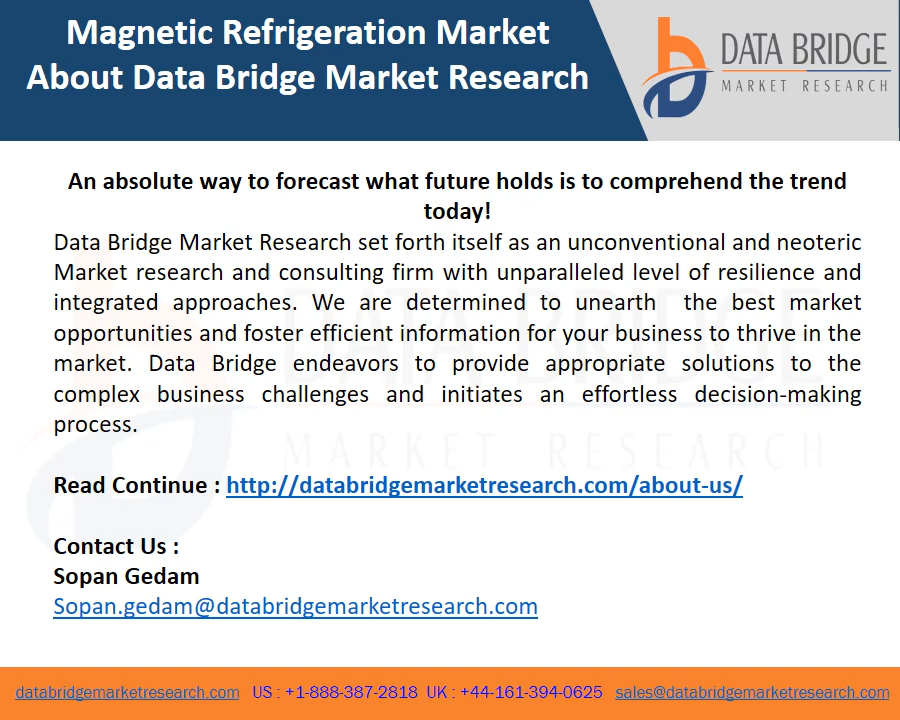 Magnetic Refrigeration Market
About Data Bridge Market Research
DATA BRIDGE
MARKET RESEARCH
An absolute way to forecast what future holds is to comprehend the trend
today!
Data Bridge Market Research set forth itself as an unconventional and neoteric
Market research and consulting firm with unparalleled level of resilience and
integrated approaches. We are determined to unearth the best market
opportunities and foster efficient information for your business to thrive in the
market. Data Bridge endeavors to provide appropriate solutions to the
complex business challenges and initiates an effortless decision-making
process.
DATA BRIDGE
MARKET RESEARCH
Read Continue : http://databridgemarketresearch.com/about-us/
Contact Us :
Sopan Gedam
Sopan.gedam@databridgemarketresearch.com
databridgemarketresearch.com US : +1-888-387-2818 UK : +44-161-394-0625 sales@databridgemarketresearch.com